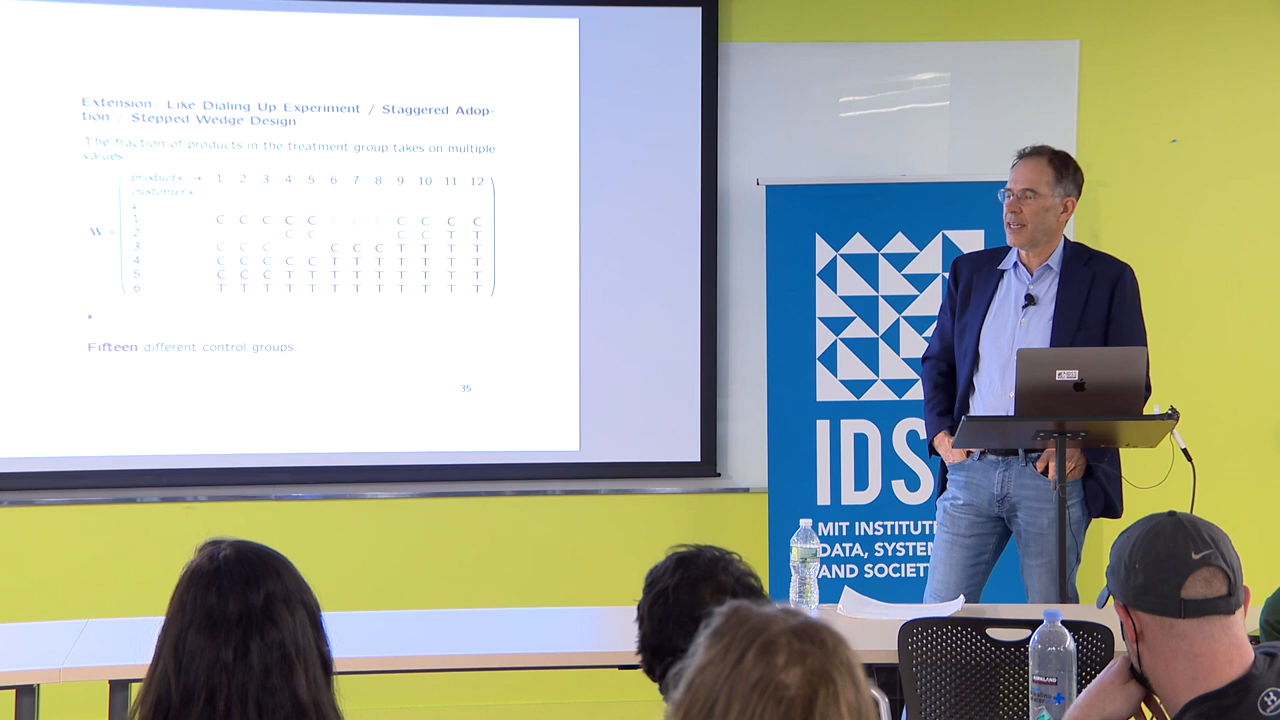 Extension: Like Dialing Up Experiment / Staggered Adop-
tion / Stepped Wedge Design
The fraction of products in the treatment group takes on multiple
values
products → 1 2 3 4 5 6 7 8 9 10 11 12
customers
↓
1 C C C C C C C C C C C C
2 C C C C T T
3 C C C C C C T T T T
4 C C C C C T T T T T T T
5 C C C T T T T T T T T T
6 T T T T T T T T T T T T
W =
Fifteen different control groups.
35
IDS
MIT INSTITUTE
DATA, SYSTEM
AND SOCIETY
KIRKLAND